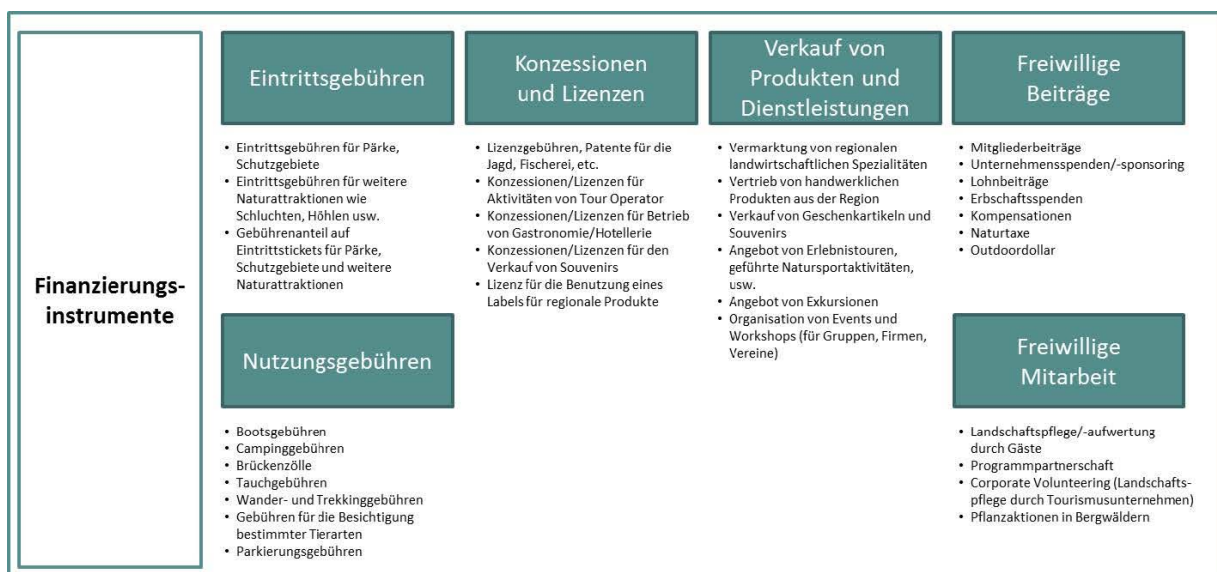 Finanzierungs-
instrumente
Eintrittsgebühren
• Eintrittsgebühren für Pärke,
Schutzgebiete
• Eintrittsgebühren für weitere
Naturattraktionen wie
Schluchten, Höhlen usw.
• Gebührenanteil auf
Eintrittstickets für Pärke,
Schutzgebiete und weitere
Naturattraktionen
Nutzungsgebühren
• Bootsgebühren
• Campinggebühren
• Brückenzölle
• Tauchgebühren
• Wander- und Trekkinggebühren
• Gebühren für die Besichtigung
bestimmter Tierarten
• Parkierungsgebühren
Konzessionen
und Lizenzen
• Lizenzgebühren, Patente für die
Jagd, Fischerei, etc.
• Konzessionen/Lizenzen für
Aktivitäten von Tour Operator
• Konzessionen/Lizenzen für Betrieb
von Gastronomie/Hotellerie
• Konzessionen/Lizenzen für den
Verkauf von Souvenirs
• Lizenz für die Benutzung eines
Labels für regionale Produkte
Verkauf von
Produkten und
Dienstleistungen
• Vermarktung von regionalen
landwirtschaftlichen Spezialitäten
• Vertrieb von handwerklichen
Produkten aus der Region
• Verkauf von Geschenkartikeln und
Souvenirs
• Angebot von Erlebnistouren,
geführte Natursportaktivitäten,
usw.
• Angebot von Exkursionen
• Organisation von Events und
Workshops (für Gruppen, Firmen,
Vereine)
Freiwillige
Beiträge
• Mitgliederbeiträge
• Unternehmensspenden/-sponsoring
• Lohnbeiträge
• Erbschaftsspenden
• Kompensationen
• Naturtaxe
• Outdoordollar
Freiwillige
Mitarbeit
• Landschaftspflege/-aufwertung
durch Gäste
• Programmpartnerschaft
• Corporate Volunteering (Landschafts-
pflege durch Tourismusunternehmen)
• Pflanzaktionen in Bergwäldern